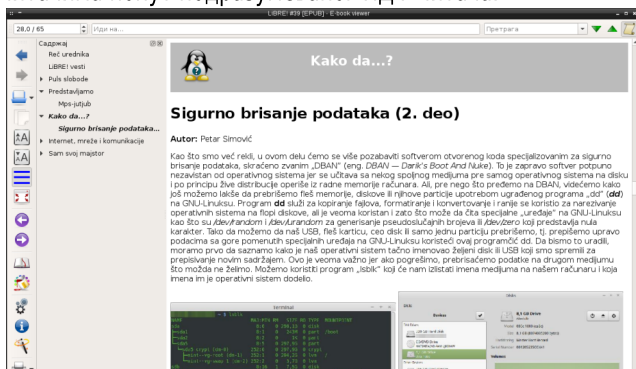 LiBRE! #39 [EPUB] - E-book viewer
28,0 / 65
Иди на...
Претрага
Садржај
Reč urednika
LiBRE! vesti
Puls slobode
Predstavljamo
Mps-jutjub
Kako da...?
Sigurno brisanje podataka...
Internet, mreže i komunikacije
Sam svoj majstor
Kako da...?
Sigurno brisanje podataka (2. deo)
Autor: Petar Simović
Kao što smo već rekli, u ovom delu ćemo se više pozabaviti softverom otvorenog koda specijalizovanim za sigurno
brisanje podataka, skraćeno zvanim „DBAN“ (eng. DBAN — Darik's Boot And Nuke). To je zapravo softver potpuno
nezavistan od operativnog sistema jer se učitava sa nekog spoljnog medijuma pre samog operativnog sistema na disku
i po principu žive distribucije operiše iz radne memorije računara. Ali, pre nego što pređemo na DBAN, videćemo kako
još možemo lakše da prebrišemo fleš memorije, diskove ili njihove particije upotrebom ugrađenog programa „dd“ (dd)
na GNU-Linuksu. Program dd služi za kopiranje fajlova, formatiranje i konvertovanje i ranije se koristio za narezivanje
operativnih sistema na flopi diskove, ali je veoma koristan i zato što može da čita specijalne „uređaje“ na GNU-Linuksu
kao što su /dev/random i /dev/urandom za generisanje pseudoslučajnih brojeva ili /dev/zero koji predstavlja nula
karakter. Tako da možemo da naš USB, fleš karticu, ceo disk ili samo jednu particiju prebrišemo, tj. prepišemo upravo
podacima sa gore pomenutih specijalnih uređaja na GNU-Linuksu koristeći ovaj programčić dd. Da bismo to uradili,
moramo prvo da saznamo kako je naš operativni sistem tačno imenovao željeni disk ili USB koji smo spremili za
prepisivanje novim sadržajem. Ovo je veoma važno jer ako pogrešimo, prebrisaćemo podatke na drugom medijumu
što možda ne želimo. Možemo koristiti program „lsblk“ koji će nam izlistati imena medijuma na našem računaru i koja
imena im je operativni sistem dodelio.
Terminal